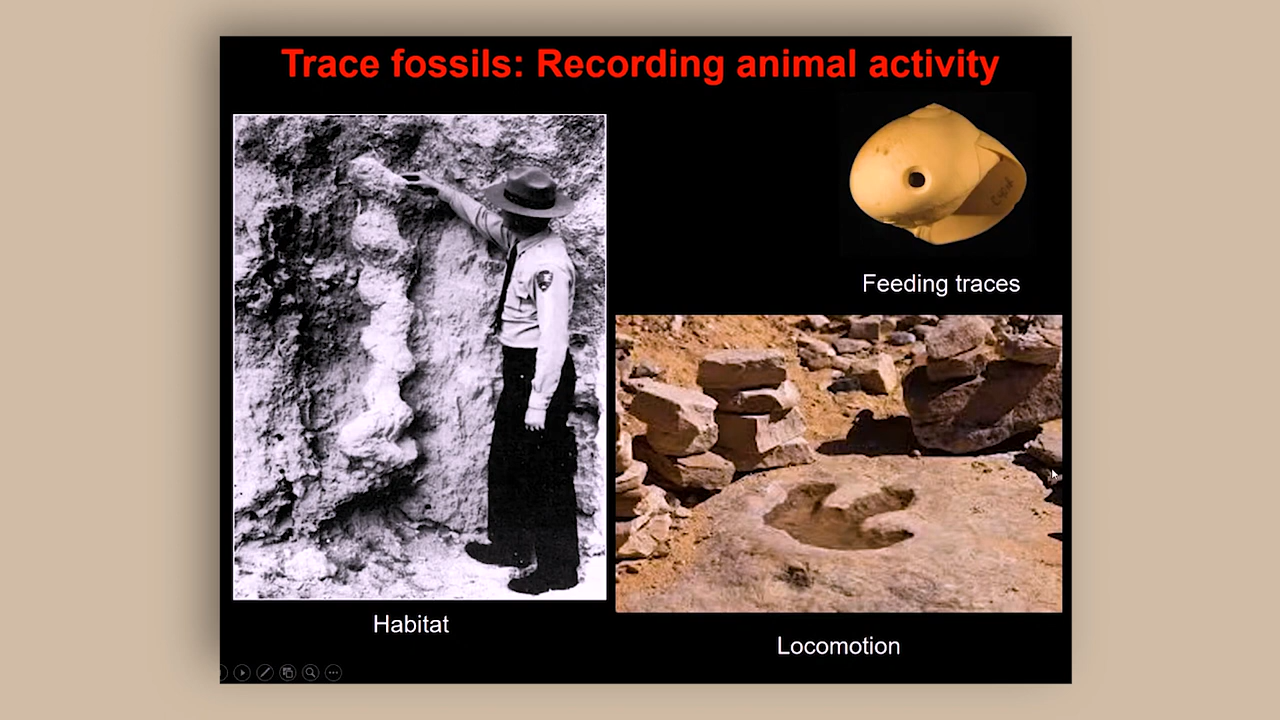 Trace fossils: Recording animal activity
Feeding traces
Habitat
Locomotion